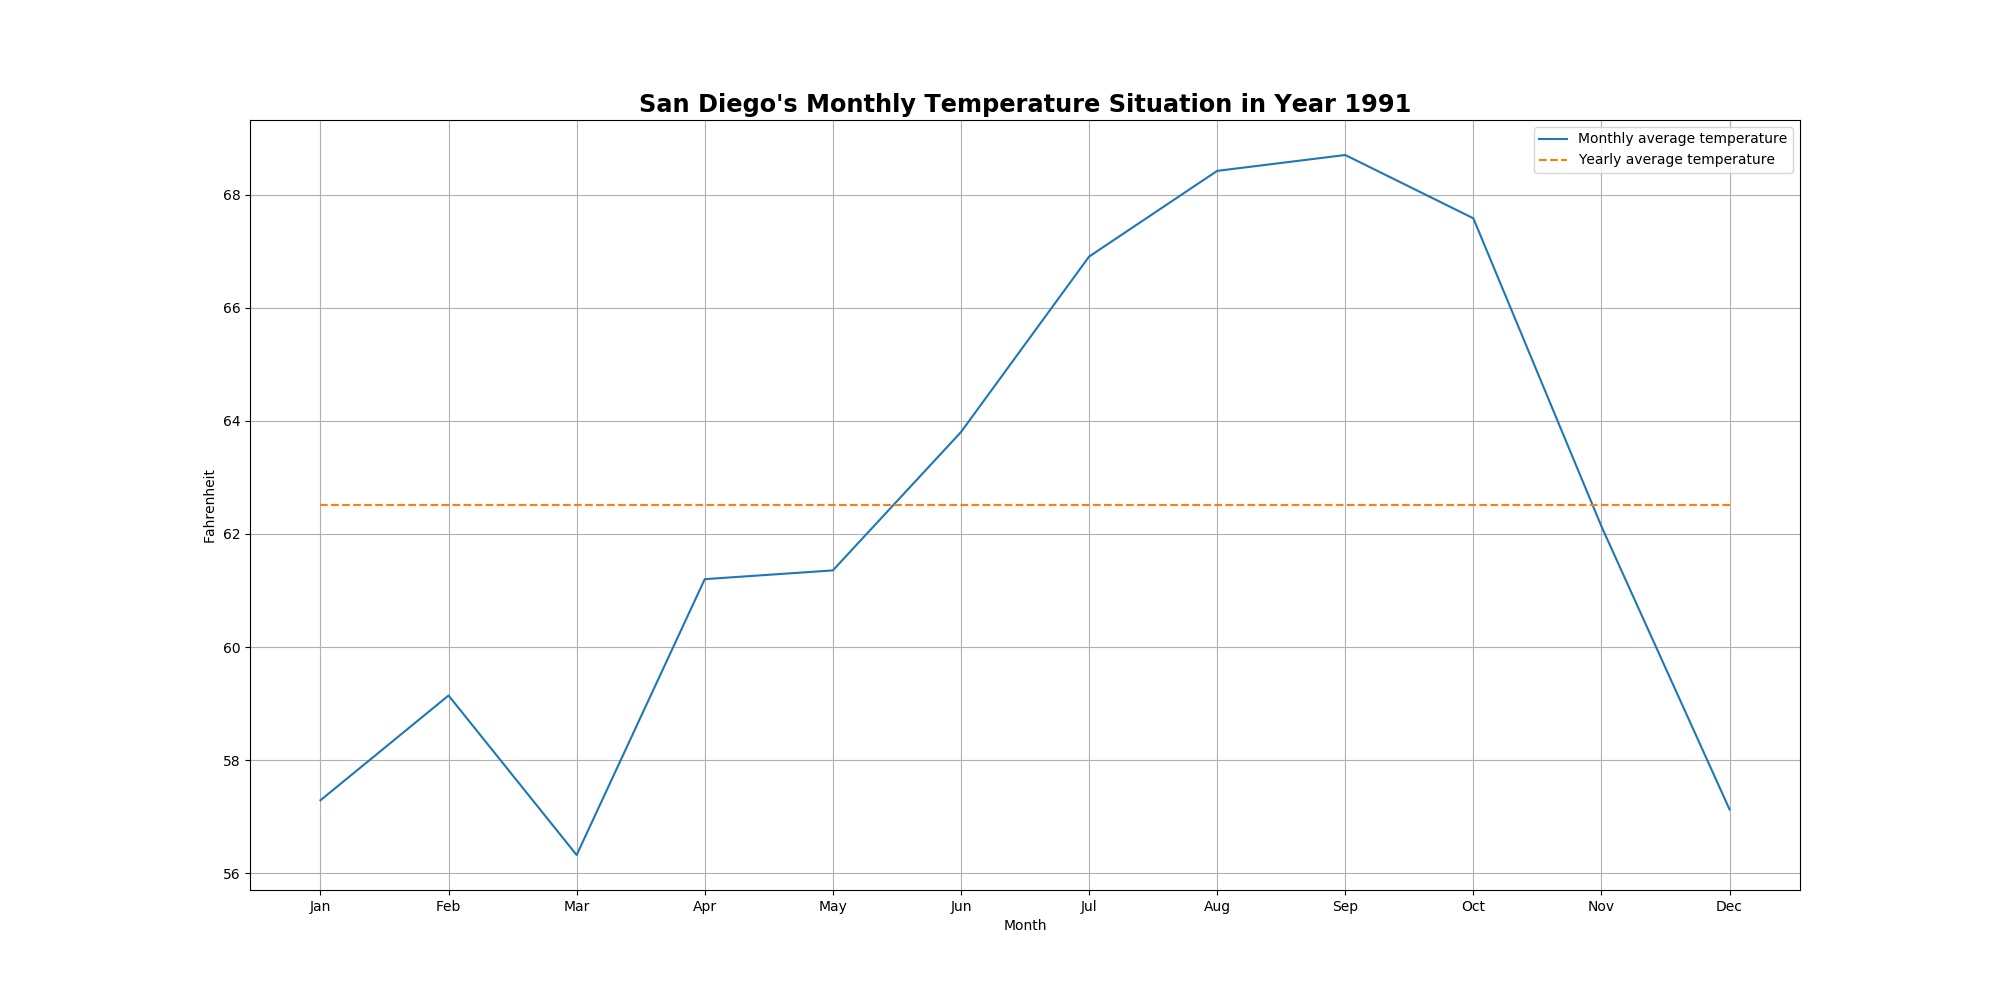 San Diego's Monthly Temperature Situation in Year 1991
Monthly average temperature
Yearly average temperature
Fahrenheit
68
66
64
62
60
58
56
Jan Feb Mar Apr May Jun Jul Aug Sep Oct Nov Dec
Month